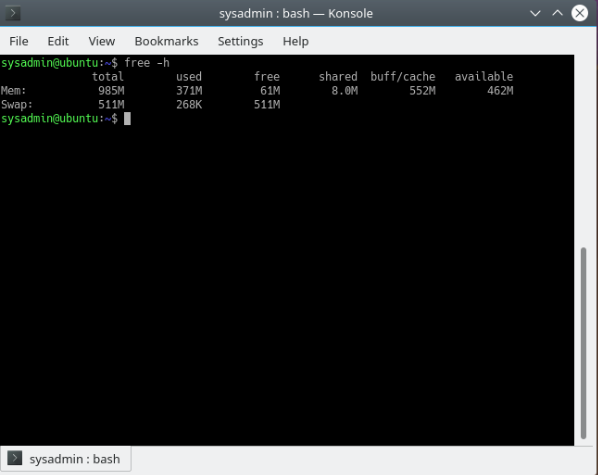 sysadmin : bash — Konsole
File Edit View Bookmarks Settings Help
sysadmin@ubuntu:~$ free -h
total used free shared buff/cache available
Mem: 985M 371M 61M 8.0M 552M 462M
Swap: 511M 268K 511M
sysadmin@ubuntu:~$
sysadmin : bash